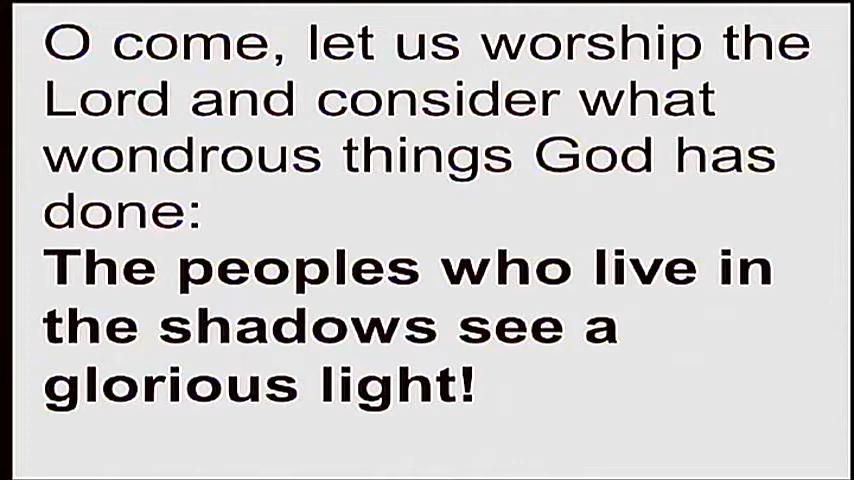 O come, let us worship the
Lord and consider what
wondrous things God has
done:
The peoples who live in
the shadows see a
glorious light!